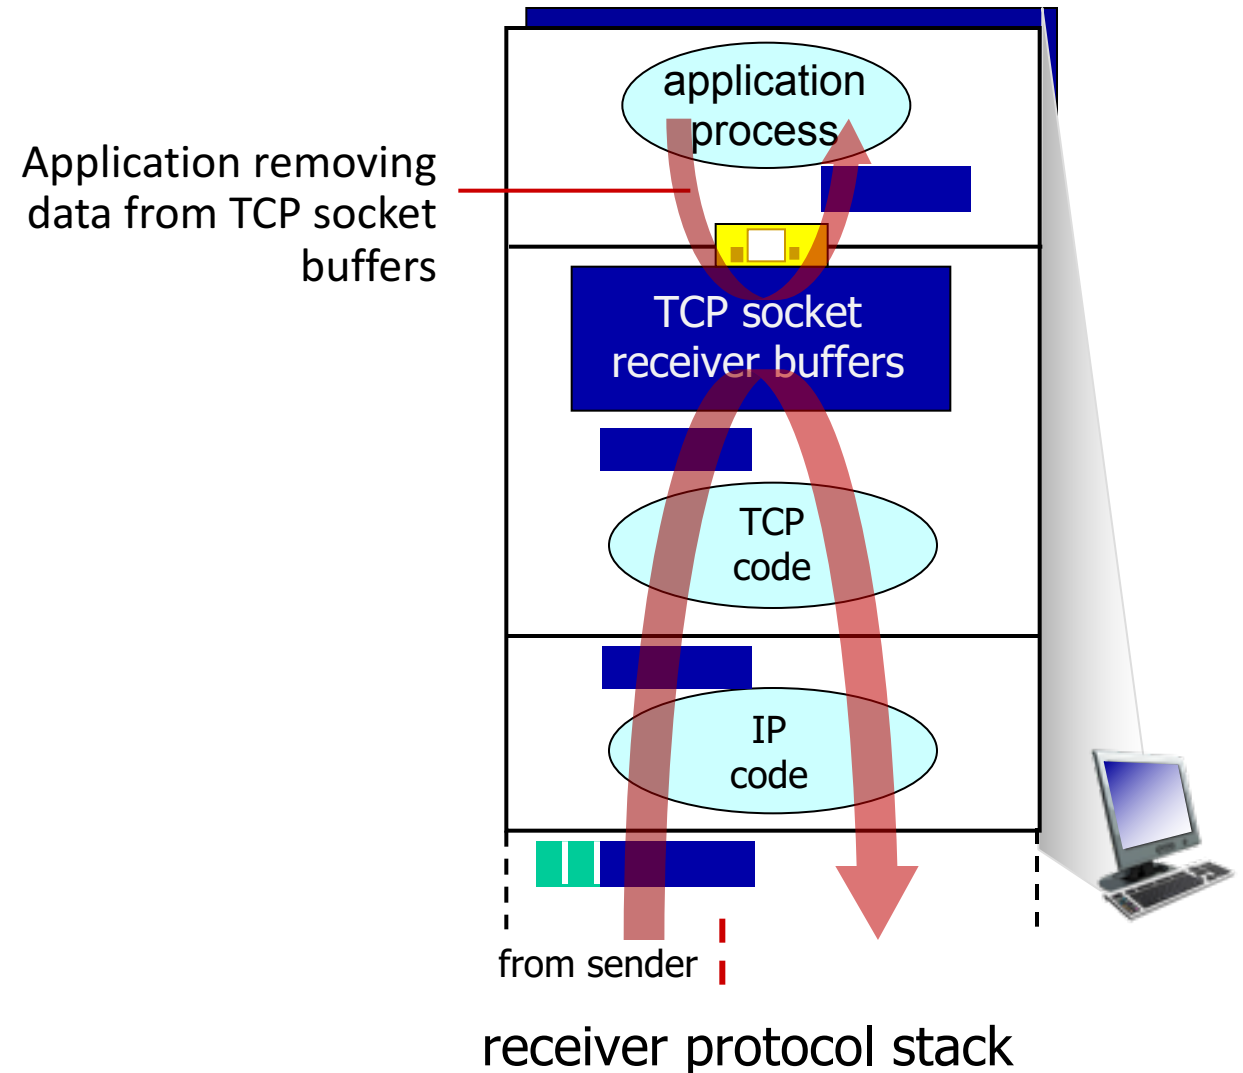 application
process
Application removing
data from TCP socket
buffers
TCP socket
receiver buffers
TCP
code
IP
code
from sender
receiver protocol stack